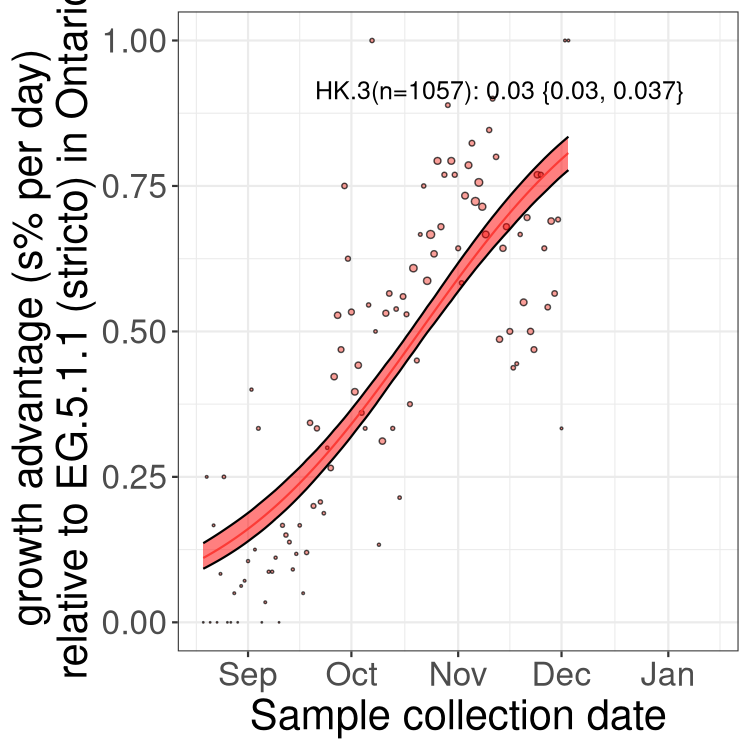 growth advantage (s% per day)
relative to EG.5.1.1 (stricto) in Ontario
1.00
0.75
0.50
0.25
0.00
HK.3(n=1057): 0.03 {0.03, 0.037}
Sep Oct Nov Dec Jan
Sample collection date